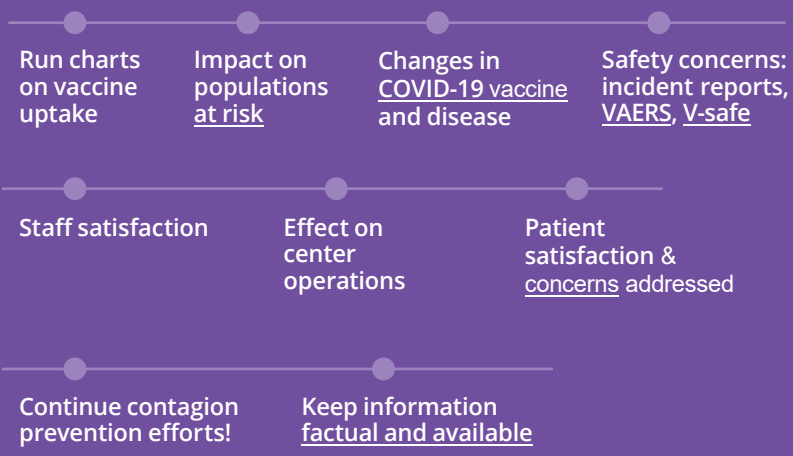 Run charts
on vaccine
uptake
Impact on
populations
at risk
Changes in
COVID-19 vaccine
and disease
Safety concerns:
incident reports,
VAERS, V-safe
Staff satisfaction
Effect on
center
operations
Patient
satisfaction &
concerns addressed
Continue contagion
prevention efforts!
Keep information
factual and available